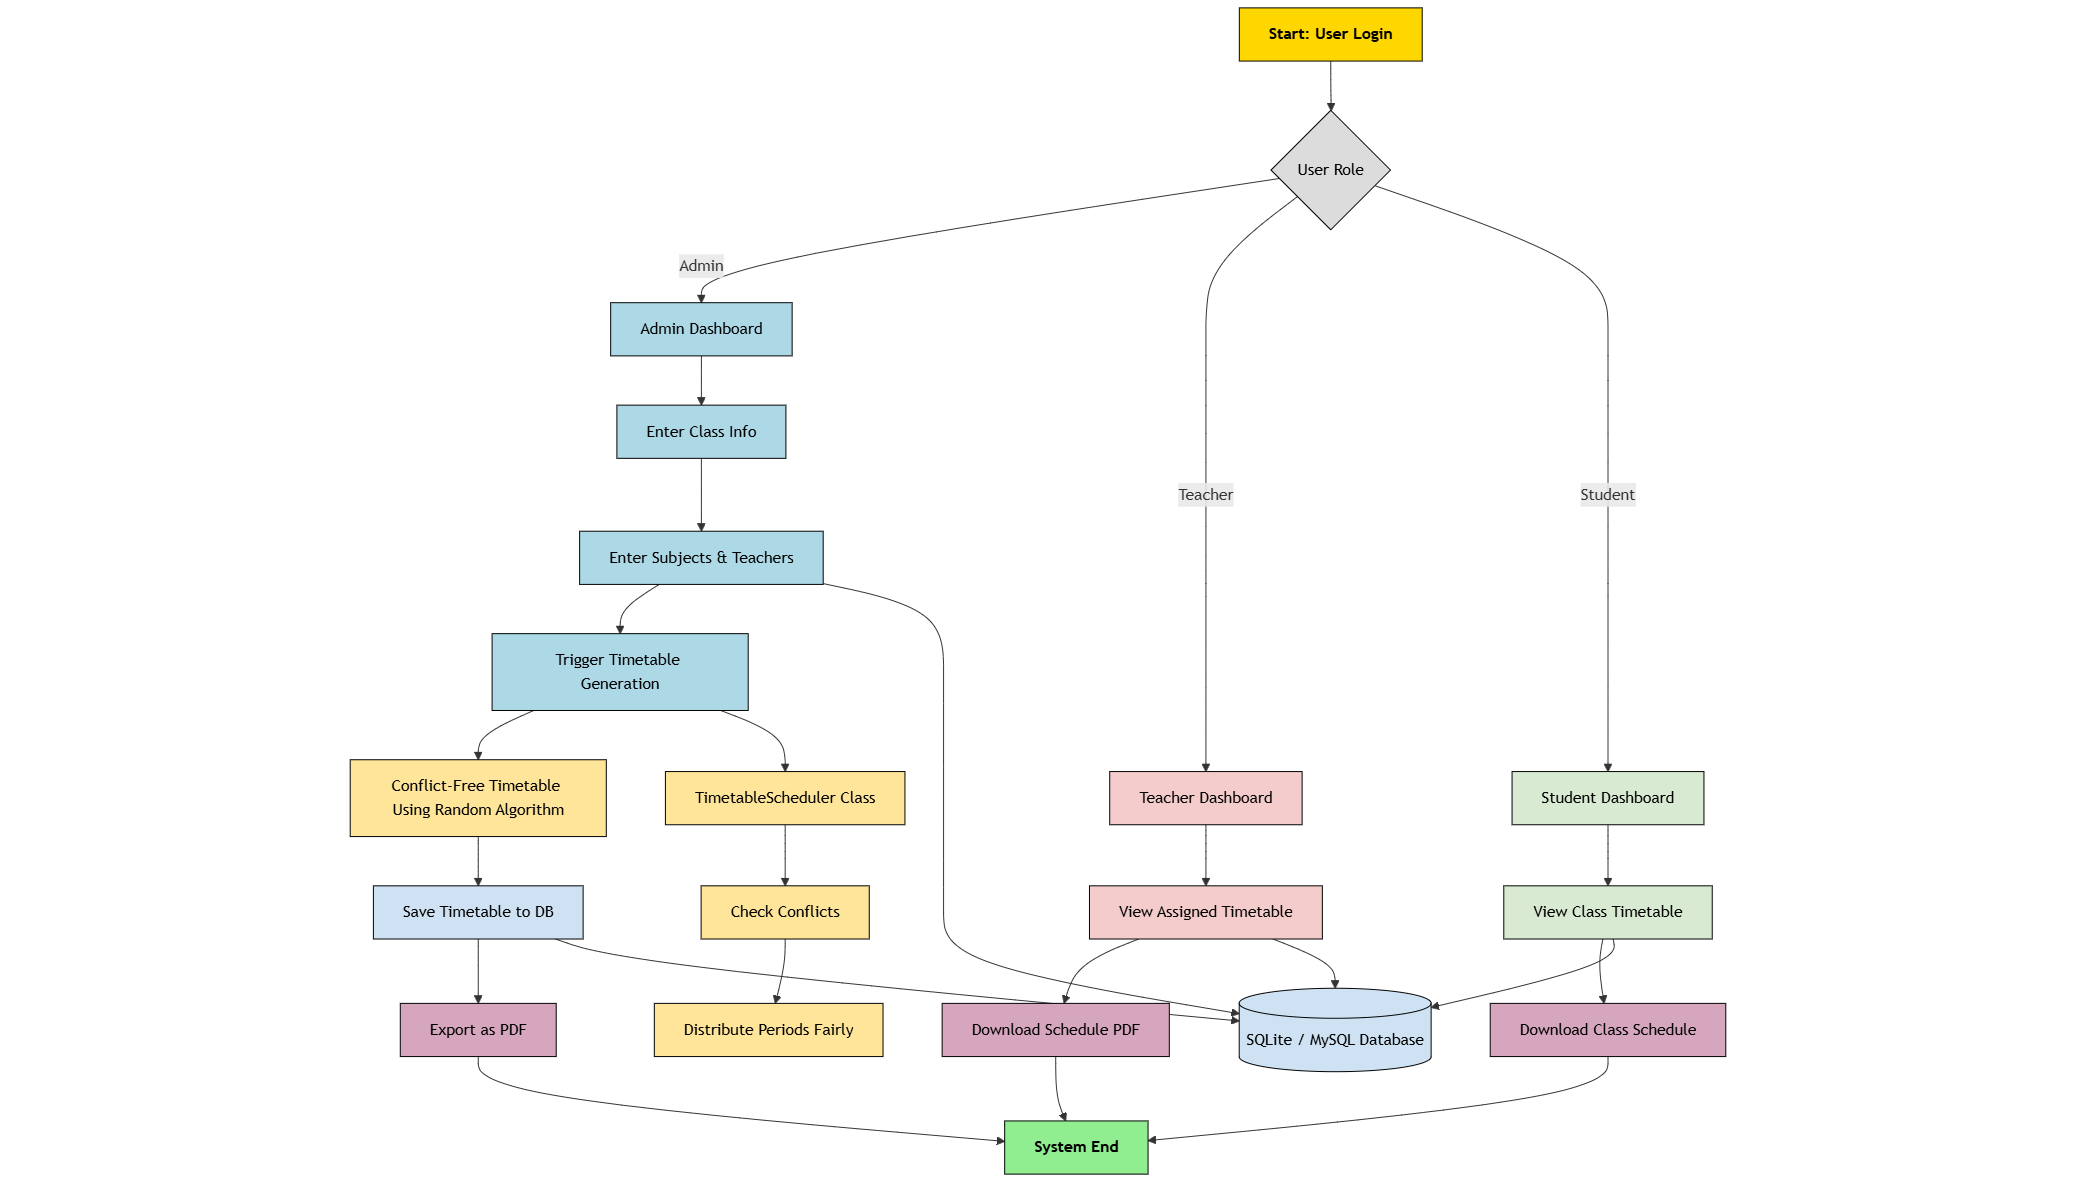 Start: User Login
User Role
Admin
Admin Dashboard
Enter Class Info
Teacher
Student
Enter Subjects & Teachers
Trigger Timetable
Generation
Conflict-Free Timetable
Using Random Algorithm
TimetableScheduler Class
Teacher Dashboard
Student Dashboard
Save Timetable to DB
Check Conflicts
View Assigned Timetable
View Class Timetable
Export as PDF
Distribute Periods Fairly
Download Schedule PDF
SQLite / MySQL Database
Download Class Schedule
System End